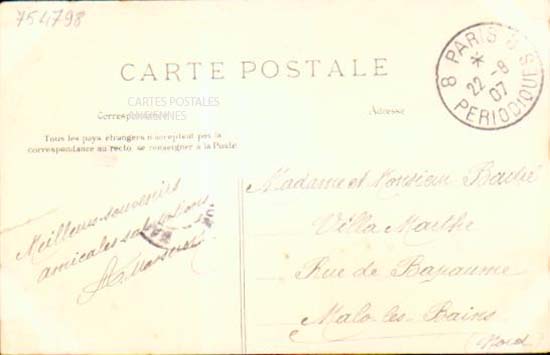 754798
PARIS 8
22 -9
07
PERIODIQUES
CARTE POSTALE
CARTES POSTALES
ANCIENNES
Correspondance
Adresse
Tous les pays étrangers n'acceptent pas la
correspondance au recto, se renseigner à la Poste
Meilleurs souvenirs
amicales salutations
Madame et Monsieur
Villa Marthe
Rue de Bapaume
Malo-les-Bains
(Nord)